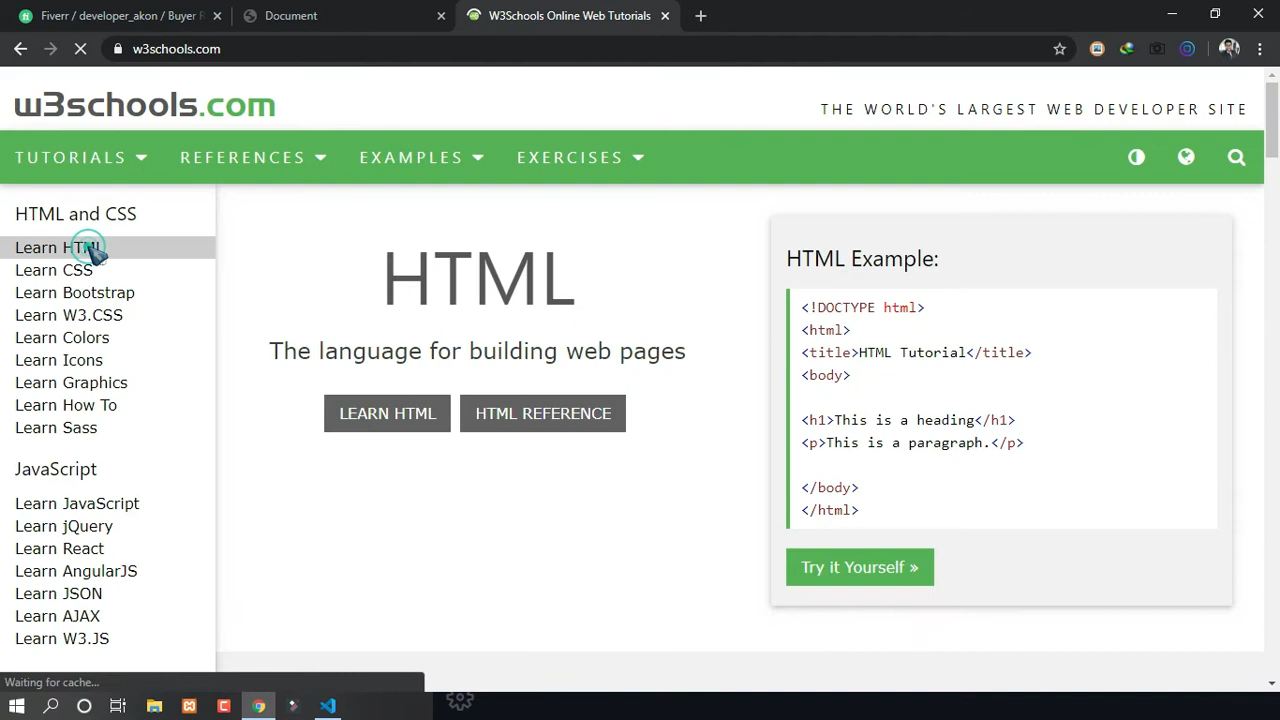 Fiverr / developer_akon / Buyer R
Document
W3Schools Online Web Tutorials
w3schools.com
w3schools.com
THE WORLD'S LARGEST WEB DEVELOPER SITE
TUTORIALS
REFERENCES
EXAMPLES
EXERCISES
HTML and CSS
Learn HTML
Learn CSS
Learn Bootstrap
Learn W3.CSS
Learn Colors
Learn Icons
Learn Graphics
Learn How To
Learn Sass
JavaScript
Learn JavaScript
Learn jQuery
Learn React
Learn AngularJS
Learn JSON
Learn AJAX
Learn W3.JS
HTML
The language for building web pages
LEARN HTML
HTML REFERENCE
HTML Example:
<!DOCTYPE html>
<html>
<title>HTML Tutorial</title>
<body>
<h1>This is a heading</h1>
<p>This is a paragraph.</p>
</body>
</html>
Try it Yourself »
Waiting for cache...